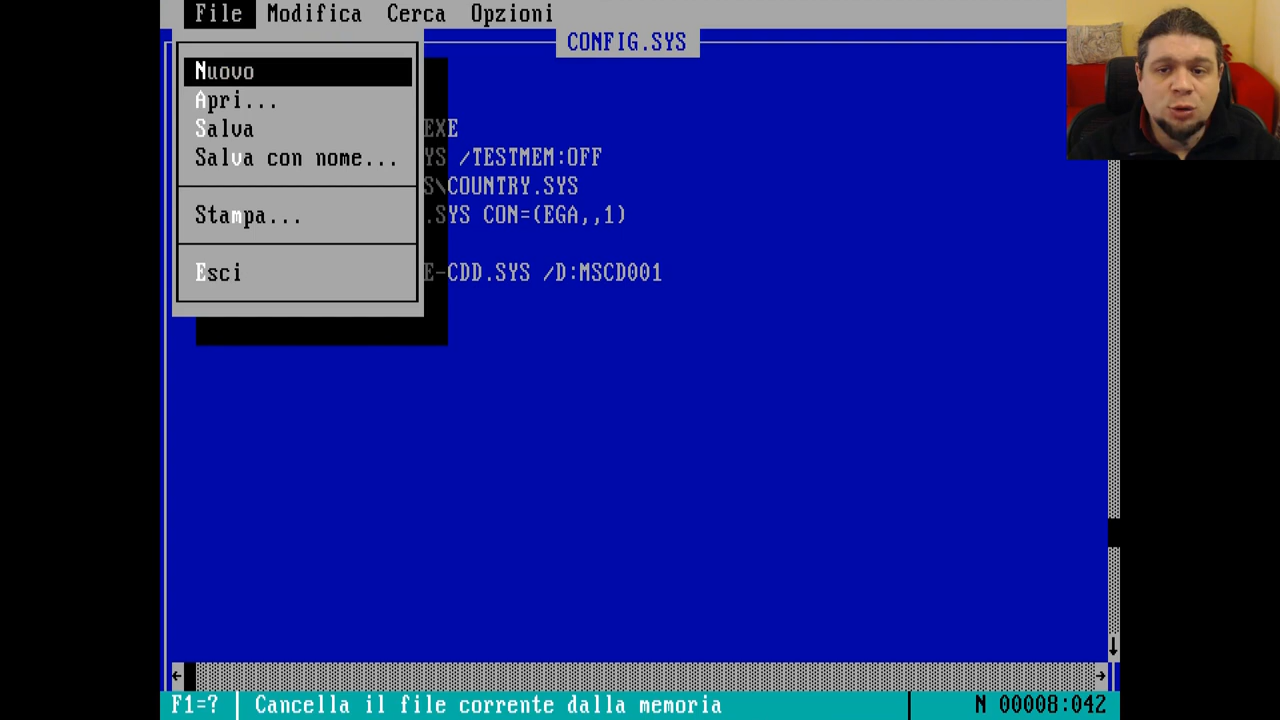 File Modifica Cerca Opzioni
CONFIG.SYS
Nuovo
Apri...
Salva
EXE
Salva con nome...
YS /TESTMEM:OFF
S\COUNTRY.SYS
Stampa...
.SYS CON=(EGA,,1)
Esci
E-CDD.SYS /D:MSCD001
F1=? Cancella il file corrente dalla memoria N 00008:042